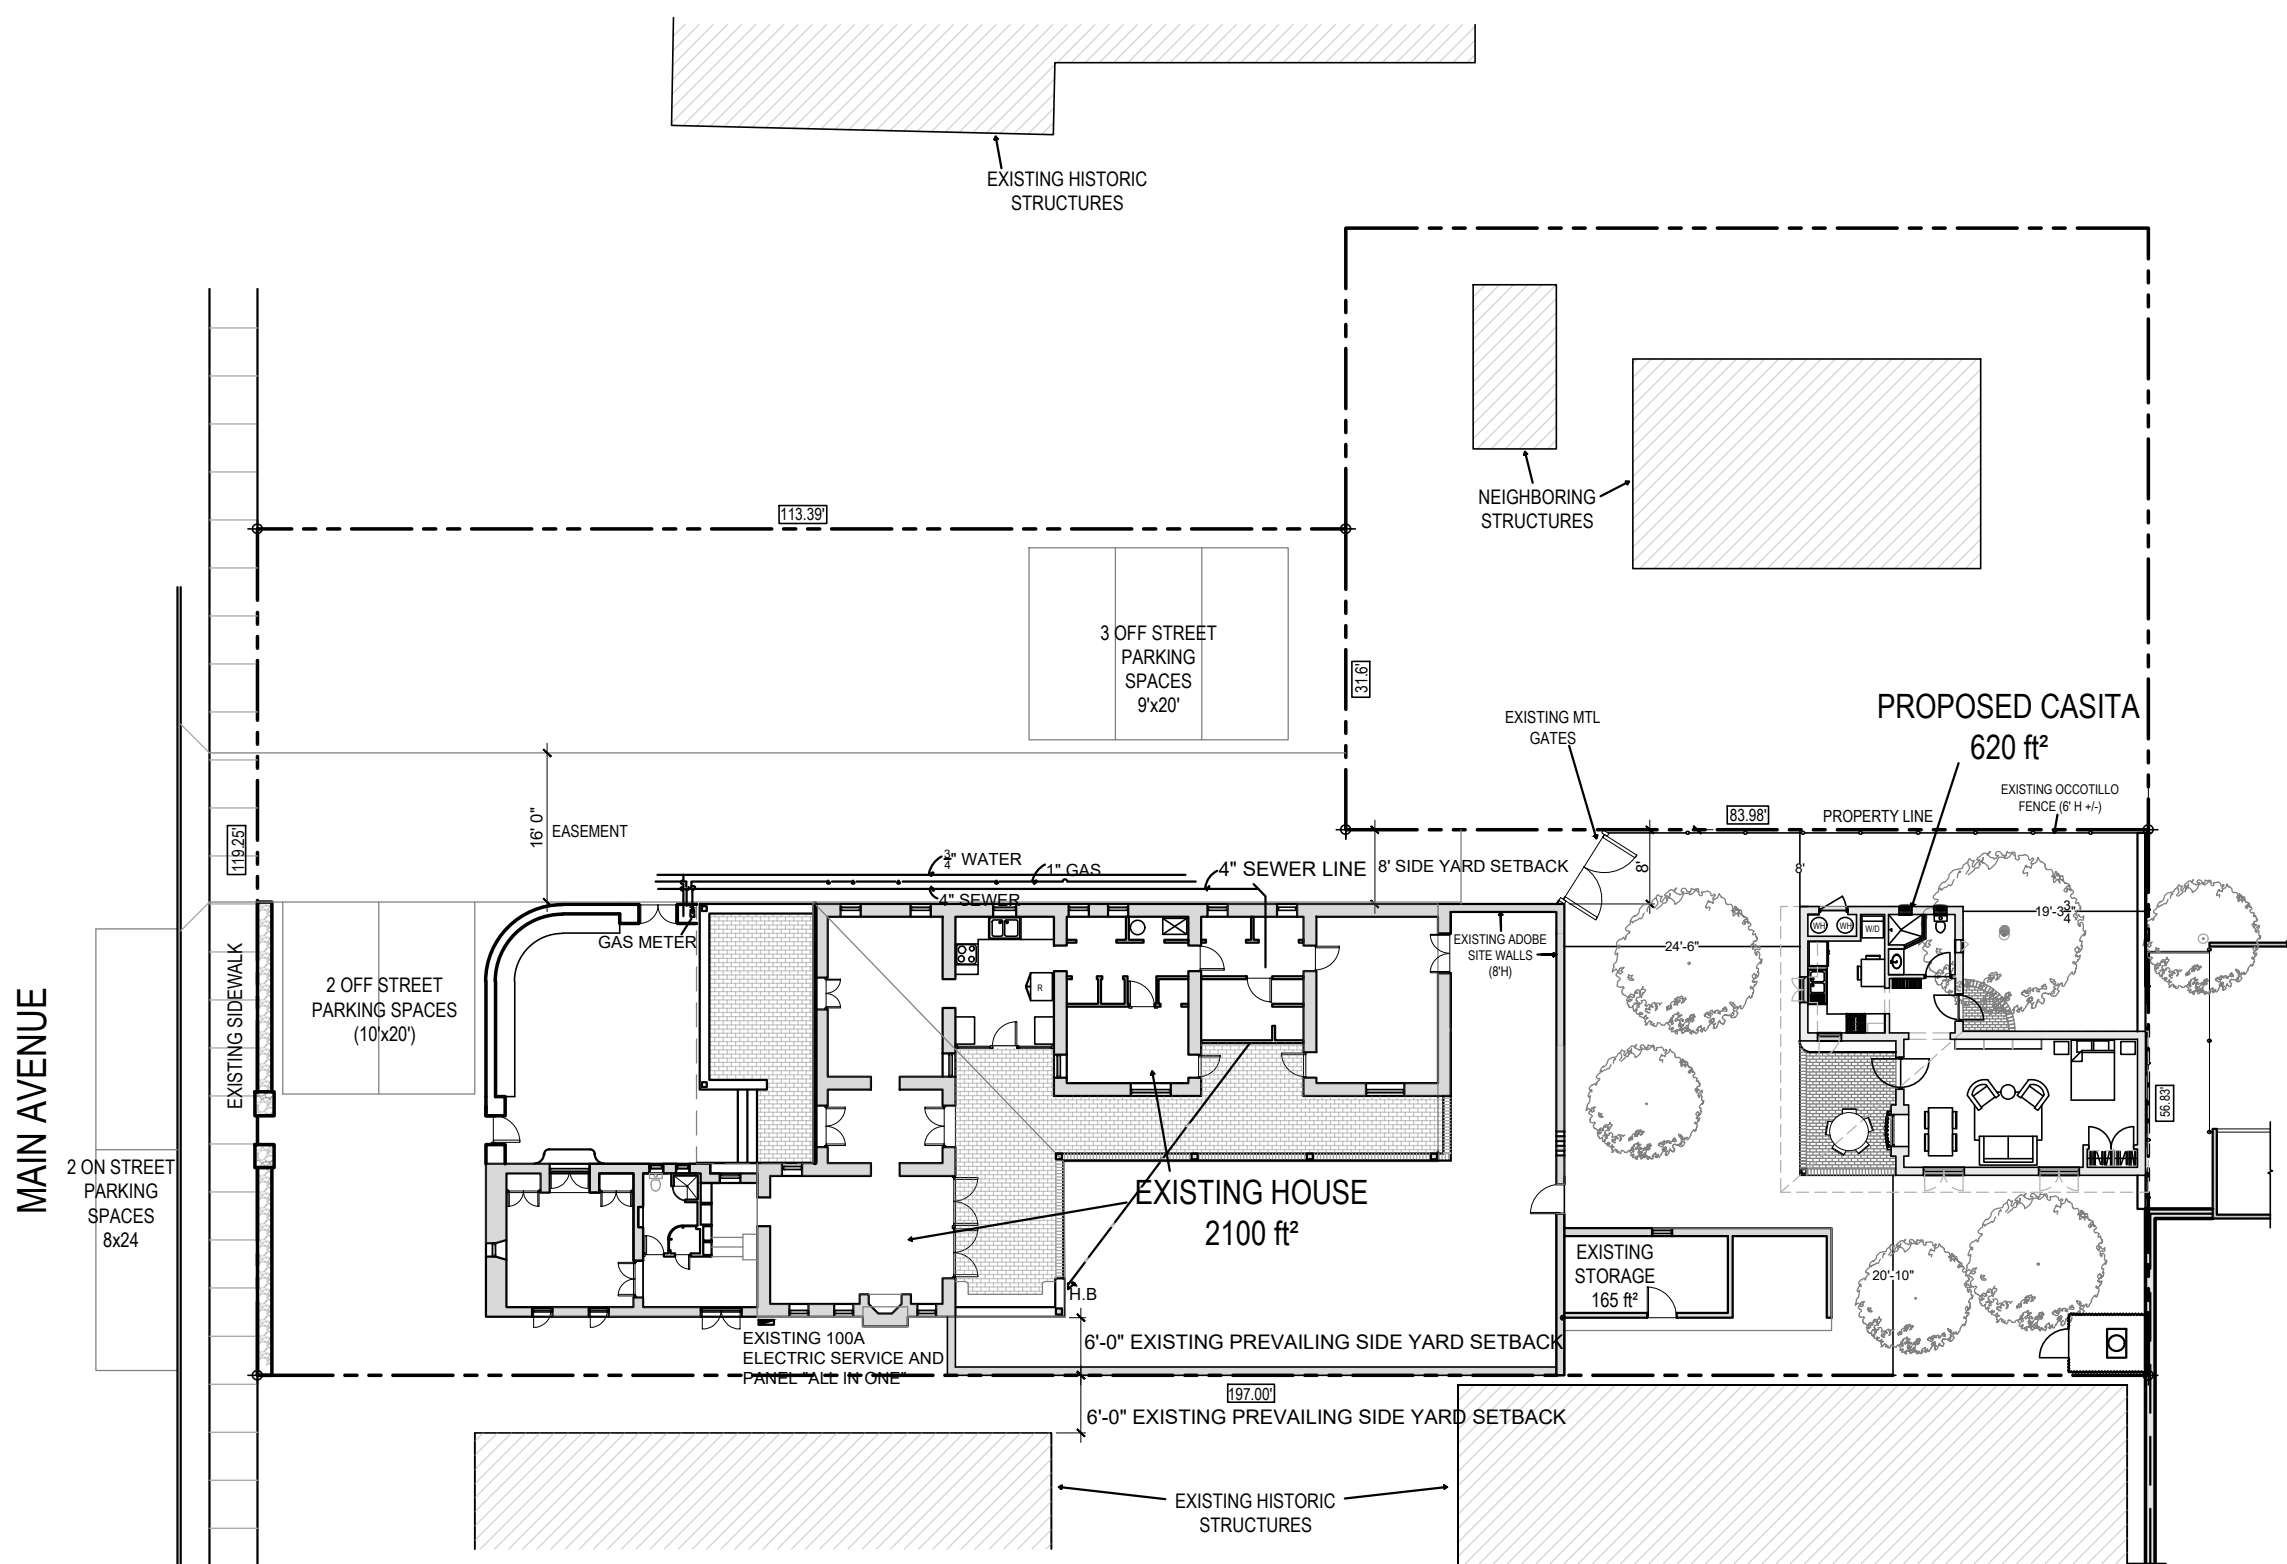 EXISTING HISTORIC
STRUCTURES
113.39'
NEIGHBORING
STRUCTURES
3 OFF STREET
PARKING
SPACES
9'x20'
31.6'
EXISTING MTL
GATES
PROPOSED CASITA
620 ft²
EXISTING OCCOTILLO
FENCE (6' H +/-)
83.98'
PROPERTY LINE
16' 0"
EASEMENT
119.25'
3/4" WATER
1" GAS
4" SEWER
4" SEWER LINE
8' SIDE YARD SETBACK
8'
8'
GAS METER
EXISTING ADOBE
SITE WALLS
(8'H)
24'-6"
19'-3 3/4"
WH
WH
W/D
R
EXISTING SIDEWALK
2 OFF STREET
PARKING SPACES
(10'x20')
MAIN AVENUE
2 ON STREET
PARKING
SPACES
8x24
56.83'
EXISTING HOUSE
2100 ft²
EXISTING
STORAGE
165 ft²
20'-10"
H.B
EXISTING 100A
ELECTRIC SERVICE AND
PANEL "ALL IN ONE"
6'-0" EXISTING PREVAILING SIDE YARD SETBACK
197.00'
6'-0" EXISTING PREVAILING SIDE YARD SETBACK
EXISTING HISTORIC
STRUCTURES